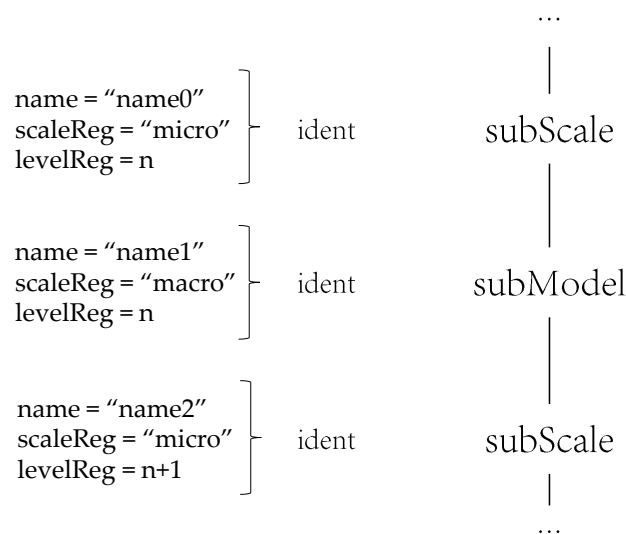 ...
name = “name0”
scaleReg = “micro”
levelReg = n
ident
subScale
name = “name1”
scaleReg = “macro”
levelReg = n
ident
subModel
name = “name2”
scaleReg = “micro”
levelReg = n+1
ident
subScale
...